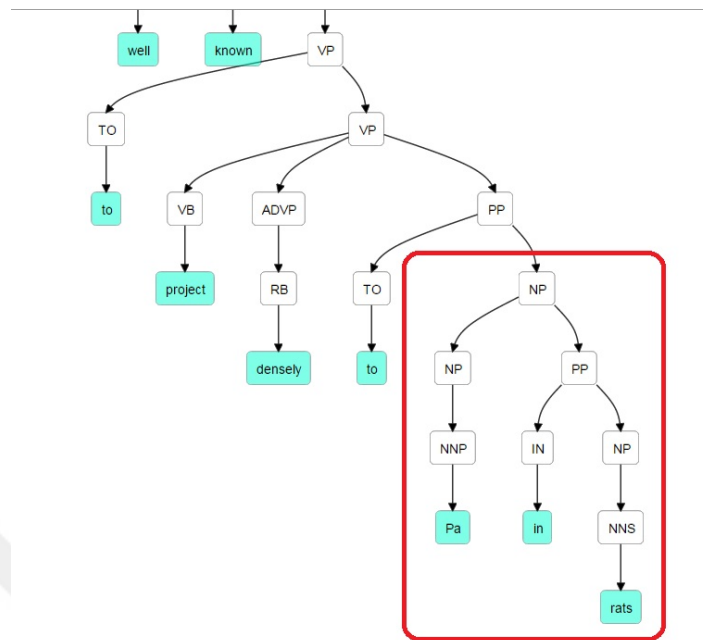 well known VP
TO VP
to VB ADVP PP
project RB TO NP
densely to NP PP
NNP IN NP
Pa in NNS
rats